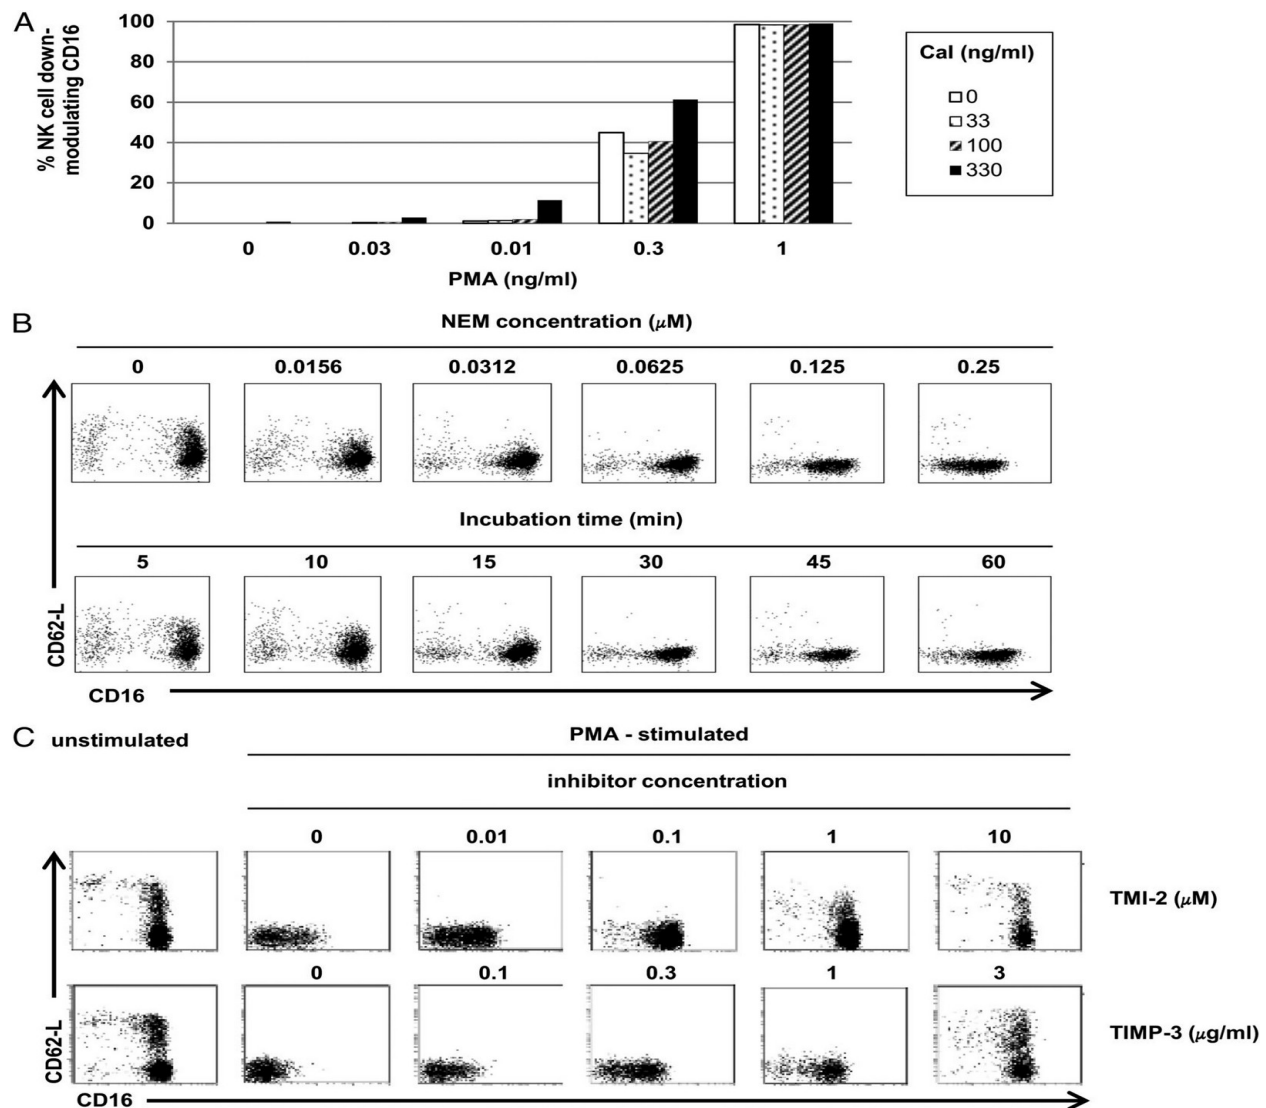 A
% NK cell down-
modulating CD16
100
80
60
40
20
0
0 0.03 0.01 0.3 1
PMA (ng/ml)
Cal (ng/ml)
0
33
100
330
B
NEM concentration (μM)
0 0.0156 0.0312 0.0625 0.125 0.25
Incubation time (min)
5 10 15 30 45 60
CD62-L
CD16
C
unstimulated
PMA - stimulated
inhibitor concentration
0 0.01 0.1 1 10
TMI-2 (μM)
0 0.1 0.3 1 3
TIMP-3 (μg/ml)
CD62-L
CD16